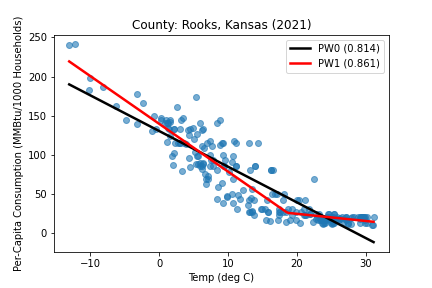 County: Rooks, Kansas (2021)
PW0 (0.814)
PW1 (0.861)
Per-Capita Consumption (MMBtu/1000 Households)
250
200
150
100
50
0
−10 0 10 20 30
Temp (deg C)